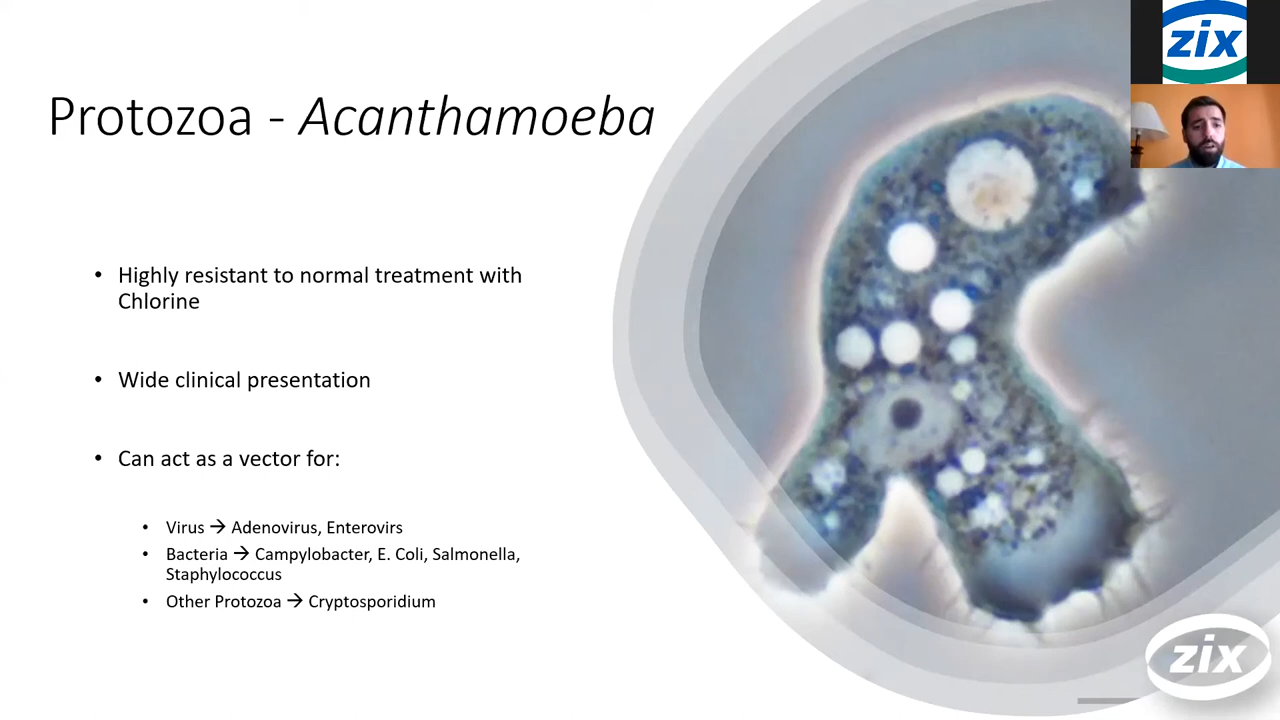 zix
Protozoa - Acanthamoeba
• Highly resistant to normal treatment with
Chlorine
• Wide clinical presentation
• Can act as a vector for:
• Virus → Adenovirus, Enterovirs
• Bacteria → Campylobacter, E. Coli, Salmonella,
Staphylococcus
• Other Protozoa → Cryptosporidium
zix